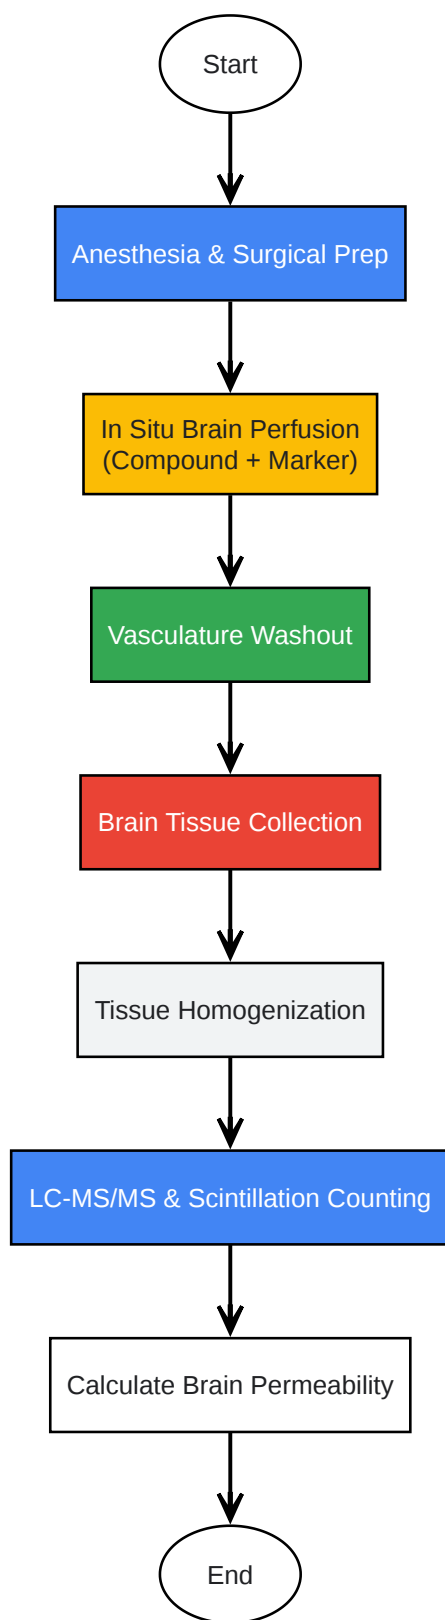 Start
Anesthesia & Surgical Prep
In Situ Brain Perfusion
(Compound + Marker)
Vasculature Washout
Brain Tissue Collection
Tissue Homogenization
LC-MS/MS & Scintillation Counting
Calculate Brain Permeability
End